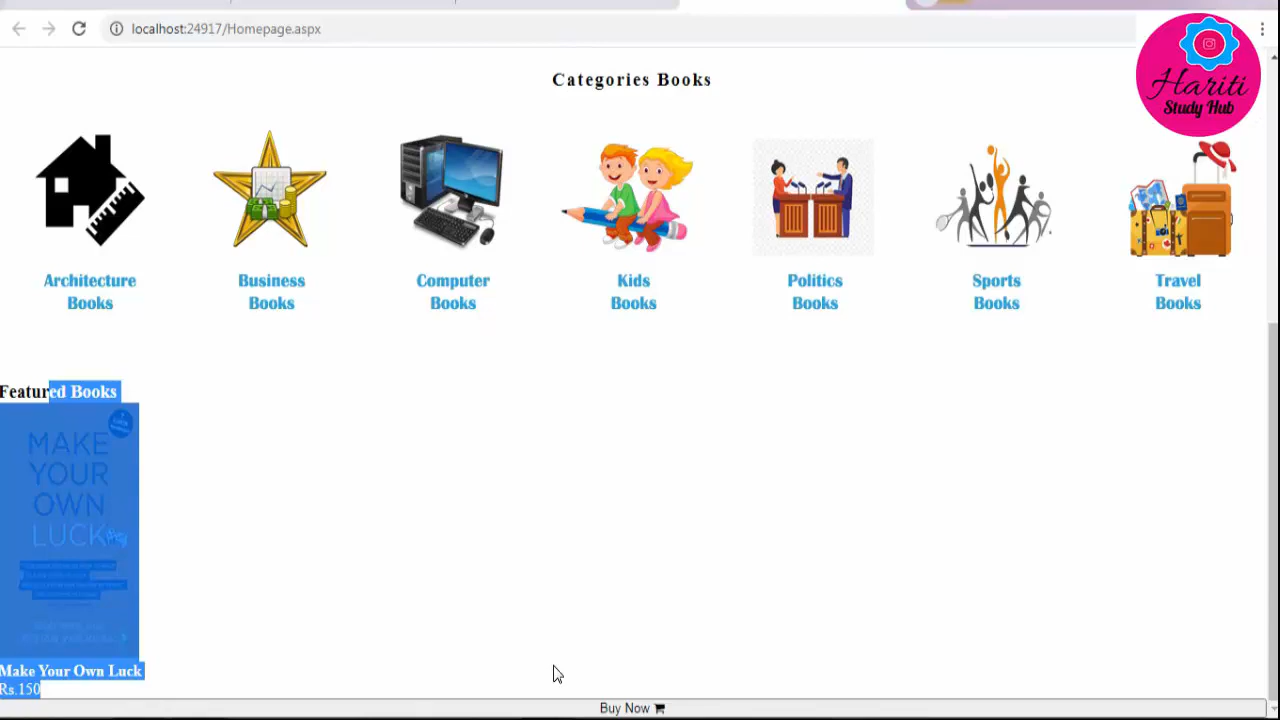 localhost:24917/Homepage.aspx
Hariti
Study Hub
Categories Books
Architecture
Books
Business
Books
Computer
Books
Kids
Books
Politics
Books
Sports
Books
Travel
Books
Featured Books
MAKE
YOUR
OWN
LUCK
Make Your Own Luck
Rs.150
Buy Now